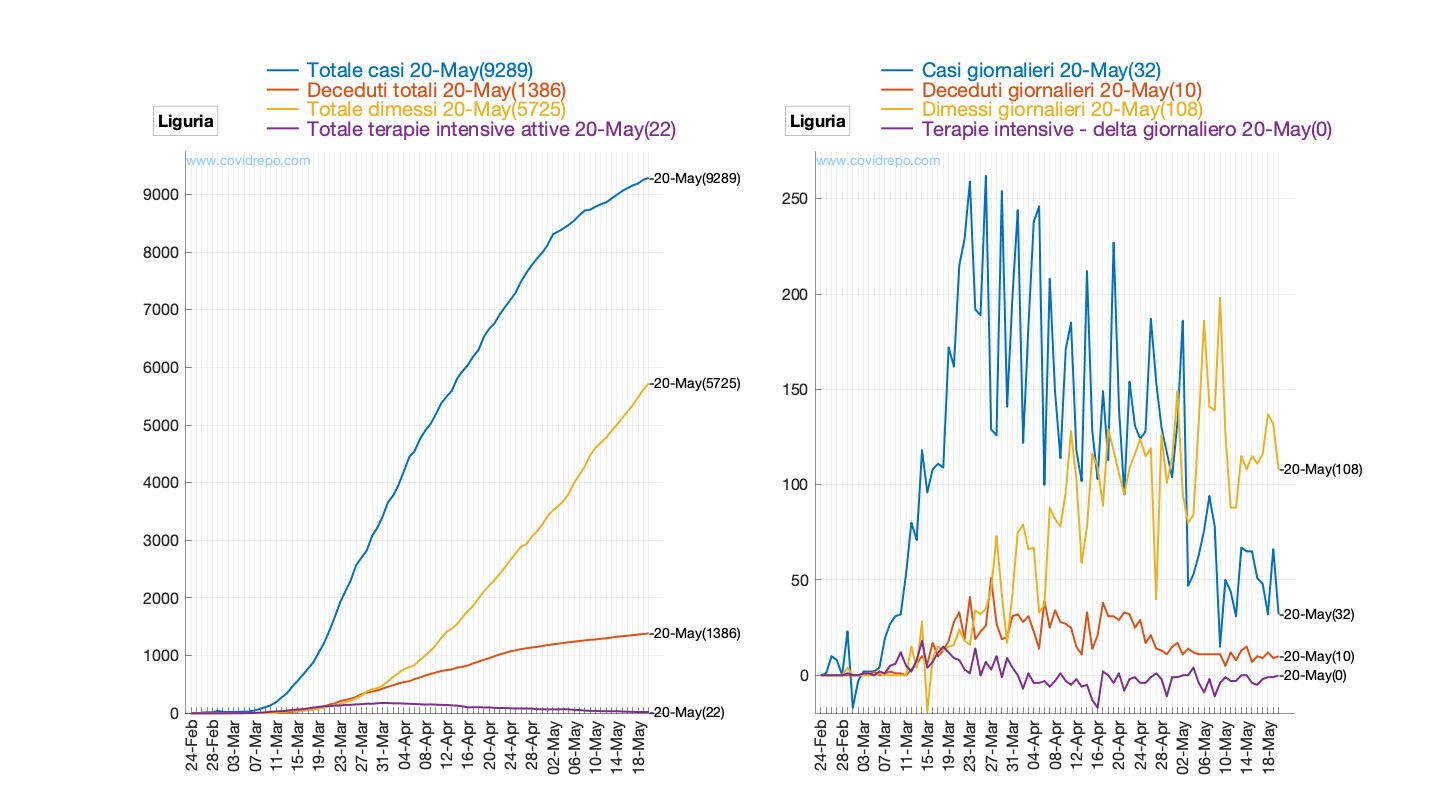 Totale casi 20-May(9289)
Deceduti totali 20-May(1386)
Totale dimessi 20-May(5725)
Totale terapie intensive attive 20-May(22)
Liguria
www.covidrepo.com
9000
8000
7000
6000
5000
4000
3000
2000
1000
0
20-May(9289)
20-May(5725)
20-May(1386)
20-May(22)
24-Feb
28-Feb
03-Mar
07-Mar
11-Mar
15-Mar
19-Mar
23-Mar
27-Mar
31-Mar
04-Apr
08-Apr
12-Apr
16-Apr
20-Apr
24-Apr
28-Apr
02-May
06-May
10-May
14-May
18-May
Casi giornalieri 20-May(32)
Deceduti giornalieri 20-May(10)
Dimessi giornalieri 20-May(108)
Terapie intensive - delta giornaliero 20-May(0)
Liguria
www.covidrepo.com
250
200
150
100
50
0
20-May(108)
20-May(32)
20-May(10)
20-May(0)
24-Feb
28-Feb
03-Mar
07-Mar
11-Mar
15-Mar
19-Mar
23-Mar
27-Mar
31-Mar
04-Apr
08-Apr
12-Apr
16-Apr
20-Apr
24-Apr
28-Apr
02-May
06-May
10-May
14-May
18-May